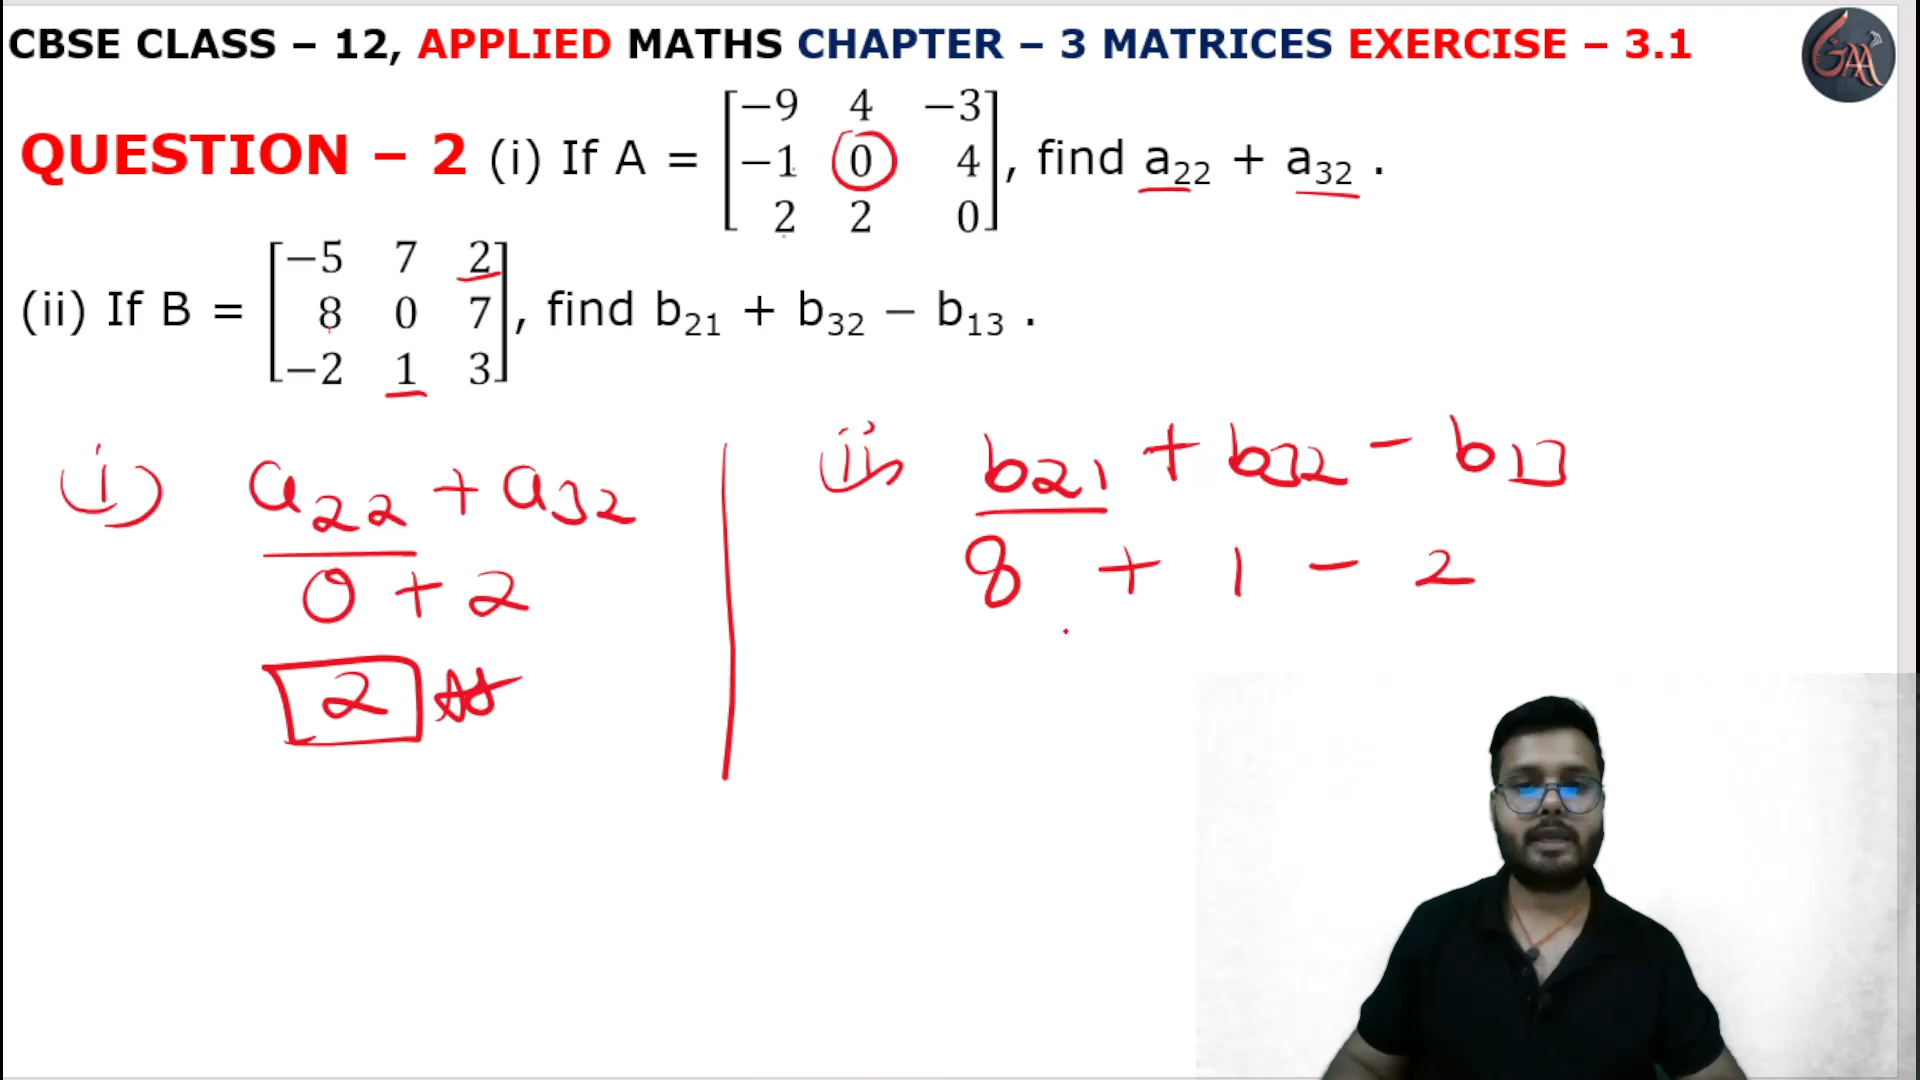 CBSE CLASS – 12, APPLIED MATHS CHAPTER – 3 MATRICES EXERCISE – 3.1
GAA
QUESTION – 2 (i) If A = [−9 4 −3
−1 0 4
2 2 0], find a₂₂ + a₃₂ .
(ii) If B = [−5 7 2
8 0 7
−2 1 3], find b₂₁ + b₃₂ − b₁₃ .
(i) a₂₂ + a₃₂
0 + 2
2
(ii) b₂₁ + b₃₂ − b₁₃
8 + 1 − 2